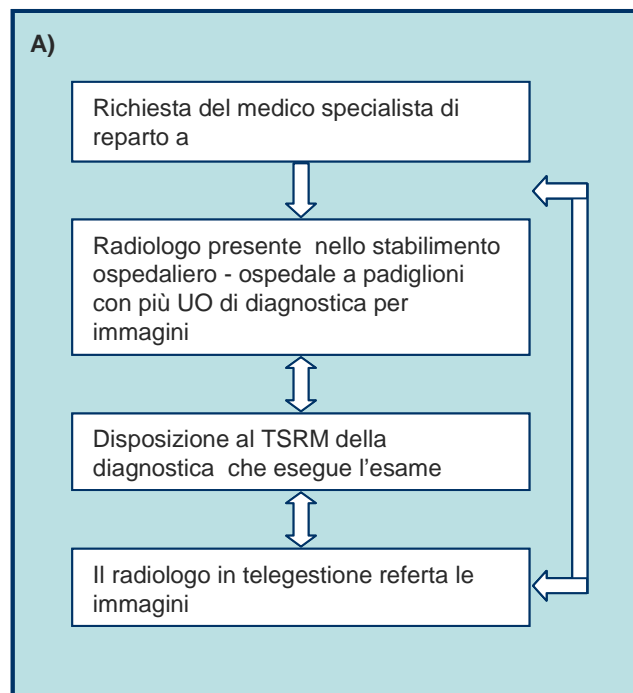 A)
Richiesta del medico specialista di
reparto a
Radiologo presente nello stabilimento
ospedaliero - ospedale a padiglioni
con più UO di diagnostica per
immagini
Disposizione al TSRM della
diagnostica che esegue l'esame
Il radiologo in telegestione referta le
immagini